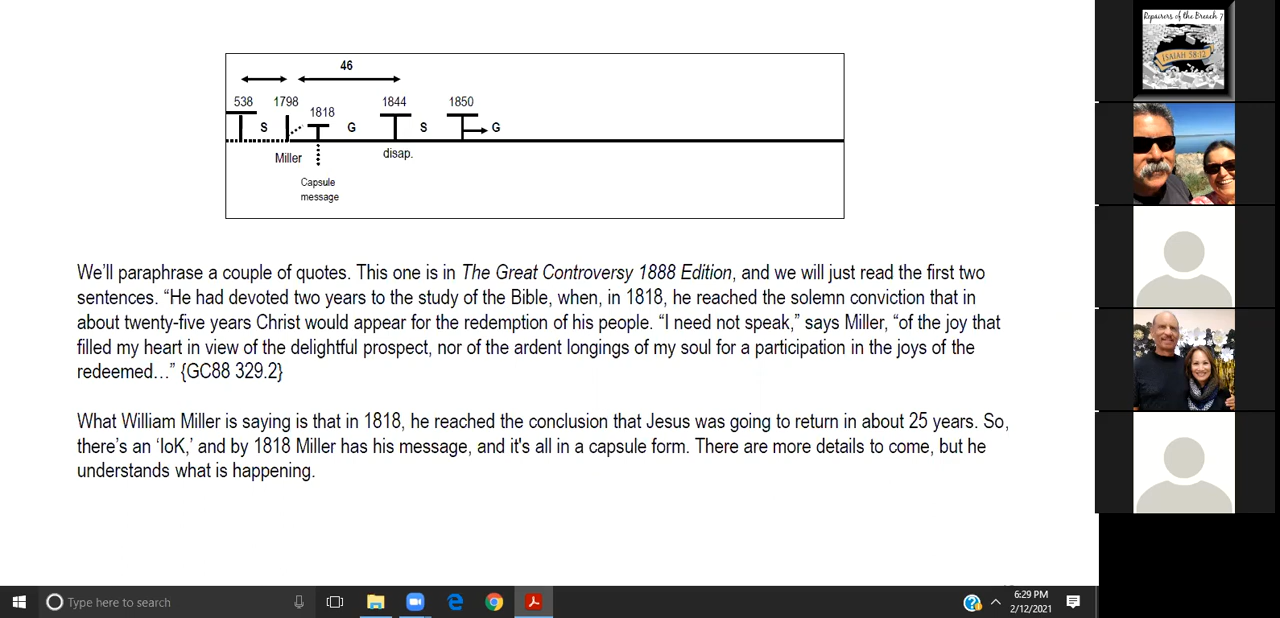 46
538
1798
1818
1844
1850
S
G
S
G
Miller
disap.
Capsule
message
We’ll paraphrase a couple of quotes. This one is in The Great Controversy 1888 Edition, and we will just read the first two
sentences. “He had devoted two years to the study of the Bible, when, in 1818, he reached the solemn conviction that in
about twenty-five years Christ would appear for the redemption of his people. “I need not speak,” says Miller, “of the joy that
filled my heart in view of the delightful prospect, nor of the ardent longings of my soul for a participation in the joys of the
redeemed…” {GC88 329.2}
What William Miller is saying is that in 1818, he reached the conclusion that Jesus was going to return in about 25 years. So,
there’s an ‘IoK,’ and by 1818 Miller has his message, and it's all in a capsule form. There are more details to come, but he
understands what is happening.
Repairers of the Breach 7
ISAIAH 58:12
Type here to search
6:29 PM
2/12/2021